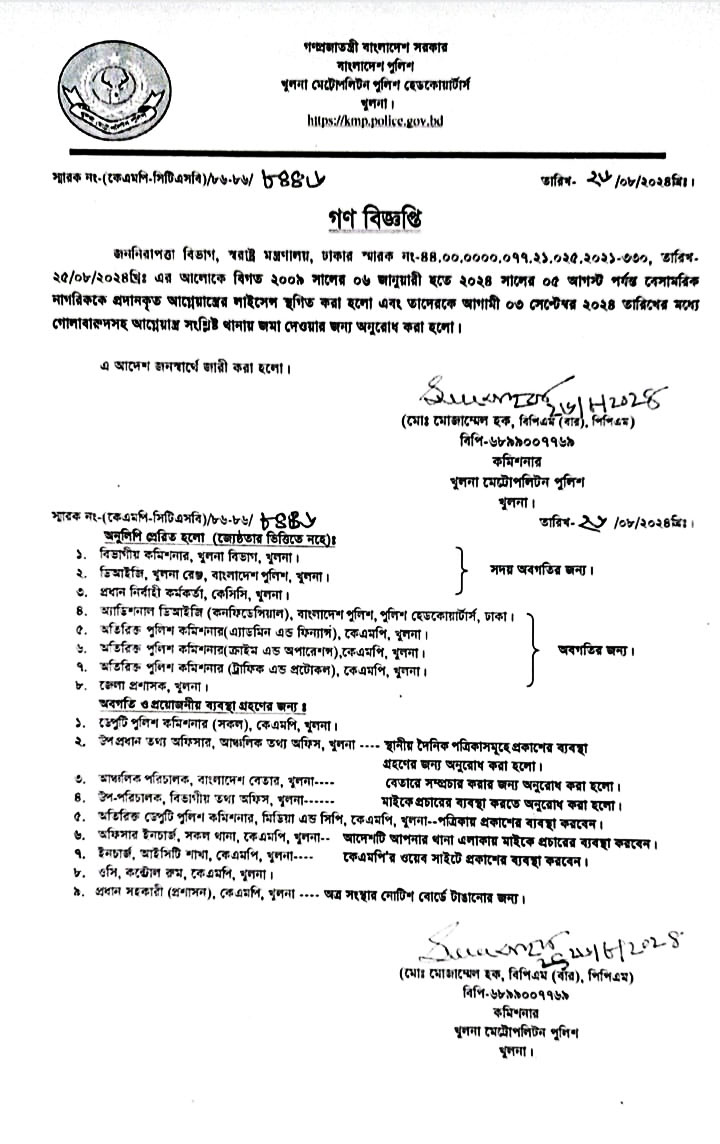 গণপ্রজাতন্ত্রী বাংলাদেশ সরকার
বাংলাদেশ পুলিশ
খুলনা মেট্রোপলিটন পুলিশ হেডকোয়ার্টার্স
খুলনা।
https://kmp.police.gov.bd
স্মারক নং-(কেএমপি-সিটিএসবি)/৮৬-৮৬/
তারিখ- ২৮/০৮/২০২৪খ্রিঃ।
গণ বিজ্ঞপ্তি
জননিরাপত্তা বিভাগ, স্বরাষ্ট্র মন্ত্রণালয়, ঢাকার স্মারক নং-৪৪.০০.০০০০.০৭৭.২১.০২৫.২০২১-৩৩০, তারিখ-
২৫/০৮/২০২৪খ্রিঃ এর আলোকে বিগত ২০০৯ সালের ০৬ জানুয়ারী হতে ২০২৪ সালের ০৫ আগস্ট পর্যন্ত বেসামরিক
নাগরিককে প্রদানকৃত আগ্নেয়াস্ত্রের লাইসেন্স স্থগিত করা হলো এবং তাদেরকে আগামী ০৩ সেপ্টেম্বর ২০২৪ তারিখের মধ্যে
গোলাবারুদসহ আগ্নেয়াস্ত্র সংশ্লিষ্ট থানায় জমা দেওয়ার জন্য অনুরোধ করা হলো।
এ আদেশ জনস্বার্থে জারী করা হলো।
(মোঃ মোজাম্মেল হক, বিপিএম (বার), পিপিএম)
বিপি-৬৮৯৯০০৭৭৬৯
কমিশনার
খুলনা মেট্রোপলিটন পুলিশ
খুলনা।
স্মারক নং-(কেএমপি-সিটিএসবি)/৮৬-৮৬/
তারিখ- ২৮/০৮/২০২৪খ্রিঃ।
অনুলিপি প্রেরিত হলো (জ্যেষ্ঠতার ভিত্তিতে নহে)ঃ
১. বিভাগীয় কমিশনার, খুলনা বিভাগ, খুলনা।
২. ডিআইজি, খুলনা রেঞ্জ, বাংলাদেশ পুলিশ, খুলনা। সদয় অবগতির জন্য।
৩. প্রধান নির্বাহী কর্মকর্তা, কেসিসি, খুলনা।
৪. অ্যাডিশনাল ডিআইজি (কনফিডেন্সিয়াল), বাংলাদেশ পুলিশ, পুলিশ হেডকোয়ার্টার্স, ঢাকা।
৫. অতিরিক্ত পুলিশ কমিশনার(এ্যাডমিন এন্ড ফিন্যান্স), কেএমপি, খুলনা।
৬. অতিরিক্ত পুলিশ কমিশনার(ক্রাইম এন্ড অপারেশন্স),কেএমপি, খুলনা। অবগতির জন্য।
৭. অতিরিক্ত পুলিশ কমিশনার (ট্রাফিক এন্ড প্রটোকল), কেএমপি, খুলনা।
৮. জেলা প্রশাসক, খুলনা।
অবগতি ও প্রয়োজনীয় ব্যবস্থা গ্রহণের জন্য ঃ
১. ডেপুটি পুলিশ কমিশনার (সকল), কেএমপি, খুলনা।
২. উপ প্রধান তথ্য অফিসার, আঞ্চলিক তথ্য অফিস, খুলনা ---- স্থানীয় দৈনিক পত্রিকাসমূহে প্রকাশের ব্যবস্থা
গ্রহণের জন্য অনুরোধ করা হলো।
৩. আঞ্চলিক পরিচালক, বাংলাদেশ বেতার, খুলনা---- বেতারে সম্প্রচার করার জন্য অনুরোধ করা হলো।
৪. উপ-পরিচালক, বিভাগীয় তথ্য অফিস, খুলনা------ মাইকে প্রচারের ব্যবস্থা করতে অনুরোধ করা হলো।
৫. অতিরিক্ত ডেপুটি পুলিশ কমিশনার, মিডিয়া এন্ড সিপি, কেএমপি, খুলনা--পত্রিকায় প্রকাশের ব্যবস্থা করবেন।
৬. অফিসার ইনচার্জ, সকল থানা, কেএমপি, খুলনা-- আদেশটি আপনার থানা এলাকায় মাইকে প্রচারের ব্যবস্থা করবেন।
৭. ইনচার্জ, আইসিটি শাখা, কেএমপি, খুলনা---- কেএমপি'র ওয়েব সাইটে প্রকাশের ব্যবস্থা করবেন।
৮. ওসি, কন্ট্রোল রুম, কেএমপি, খুলনা।
৯. প্রধান সহকারী (প্রশাসন), কেএমপি, খুলনা ---- অত্র সংস্থার নোটিশ বোর্ডে টাঙানোর জন্য।
(মোঃ মোজাম্মেল হক, বিপিএম (বার), পিপিএম)
বিপি-৬৮৯৯০০৭৭৬৯
কমিশনার
খুলনা মেট্রোপলিটন পুলিশ
খুলনা।